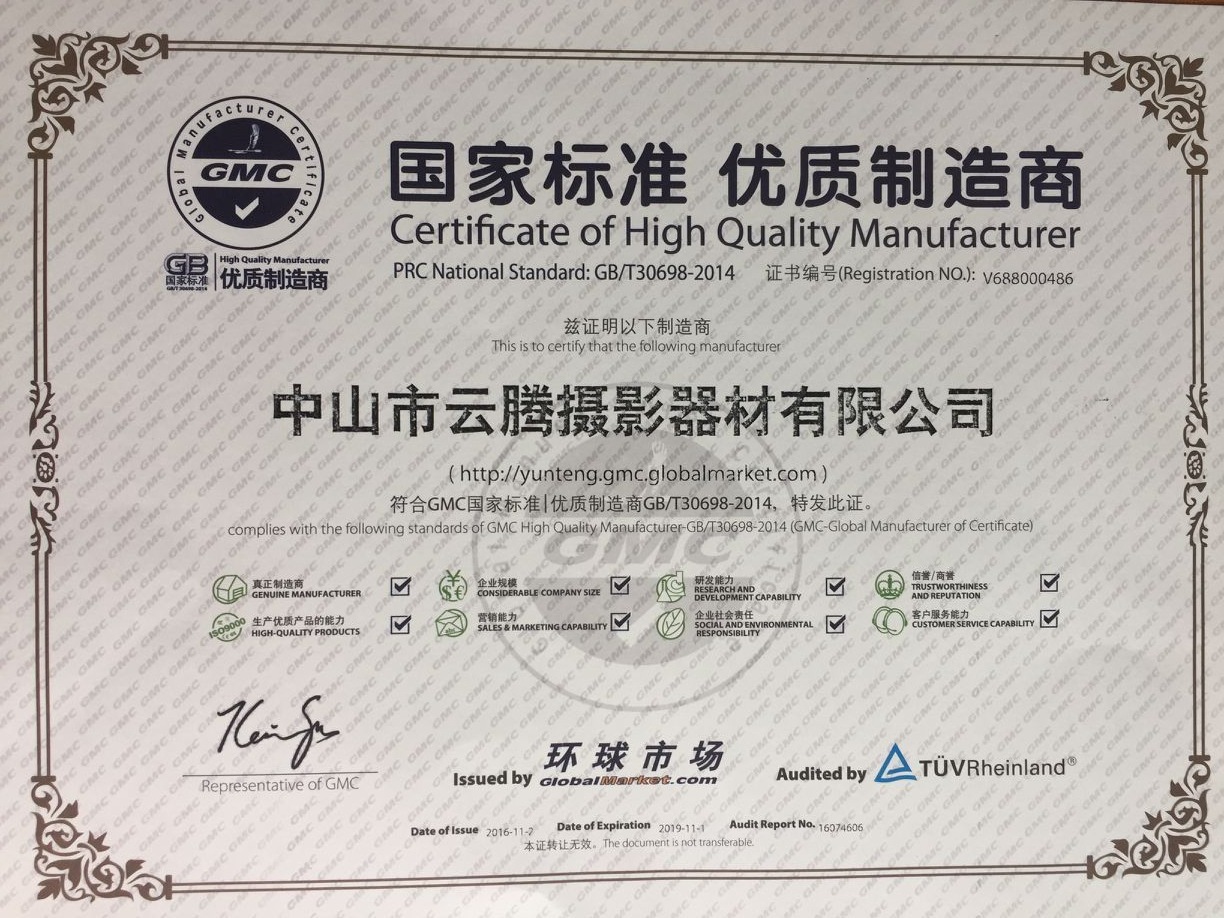 Global Manufacturer Certificate
GMC
GB
国家标准
GB/T30698-2014
High Quality Manufacturer
优质制造商
国家标准 优质制造商
Certificate of High Quality Manufacturer
PRC National Standard: GB/T30698-2014 证书编号(Registration NO.): V688000486
兹证明以下制造商
This is to certify that the following manufacturer
中山市云腾摄影器材有限公司
( http://yunteng.gmc.globalmarket.com )
符合GMC国家标准|优质制造商GB/T30698-2014，特发此证。
complies with the following standards of GMC High Quality Manufacturer-GB/T30698-2014 (GMC-Global Manufacturer of Certificate)
真正制造商
GENUINE MANUFACTURER
企业规模
CONSIDERABLE COMPANY SIZE
研发能力
RESEARCH AND
DEVELOPMENT CAPABILITY
信誉/商誉
TRUSTWORTHINESS
AND REPUTATION
ISO9000
生产优质产品的能力
HIGH-QUALITY PRODUCTS
营销能力
SALES & MARKETING CAPABILITY
企业社会责任
SOCIAL AND ENVIRONMENTAL
RESPONSIBILITY
客户服务能力
CUSTOMER SERVICE CAPABILITY
Representative of GMC
Issued by 环球市场
GlobalMarket.com
Audited by TÜVRheinland®
Date of Issue 2016-11-2 Date of Expiration 2019-11-1 Audit Report No. 16074606
本证转让无效。The document is not transferable.